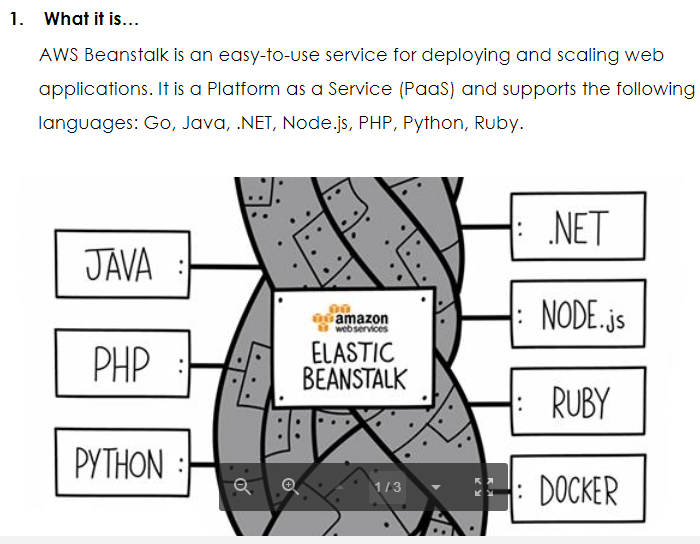 1. What it is...
AWS Beanstalk is an easy-to-use service for deploying and scaling web
applications. It is a Platform as a Service (PaaS) and supports the following
languages: Go, Java, .NET, Node.js, PHP, Python, Ruby.
JAVA :
PHP :
PYTHON :
amazon
webservices
ELASTIC
BEANSTALK
: .NET
: NODE.js
: RUBY
: DOCKER
1 / 3